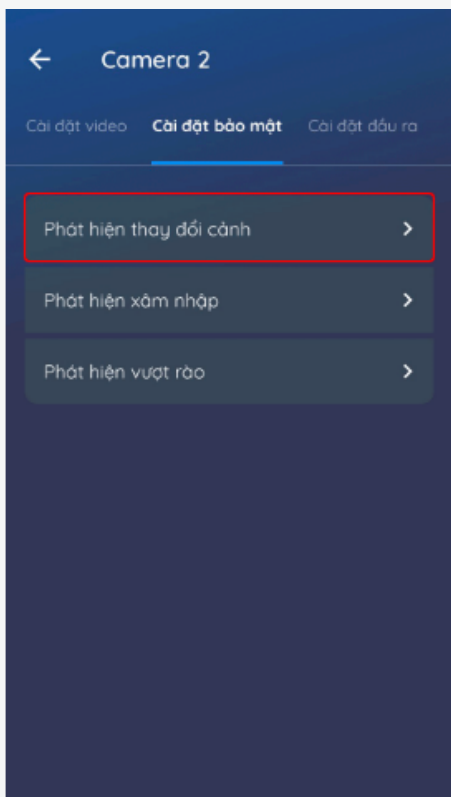 Camera 2
Cài đặt video Cài đặt bảo mật Cài đặt đầu ra
Phát hiện thay đổi cảnh
Phát hiện xâm nhập
Phát hiện vượt rào